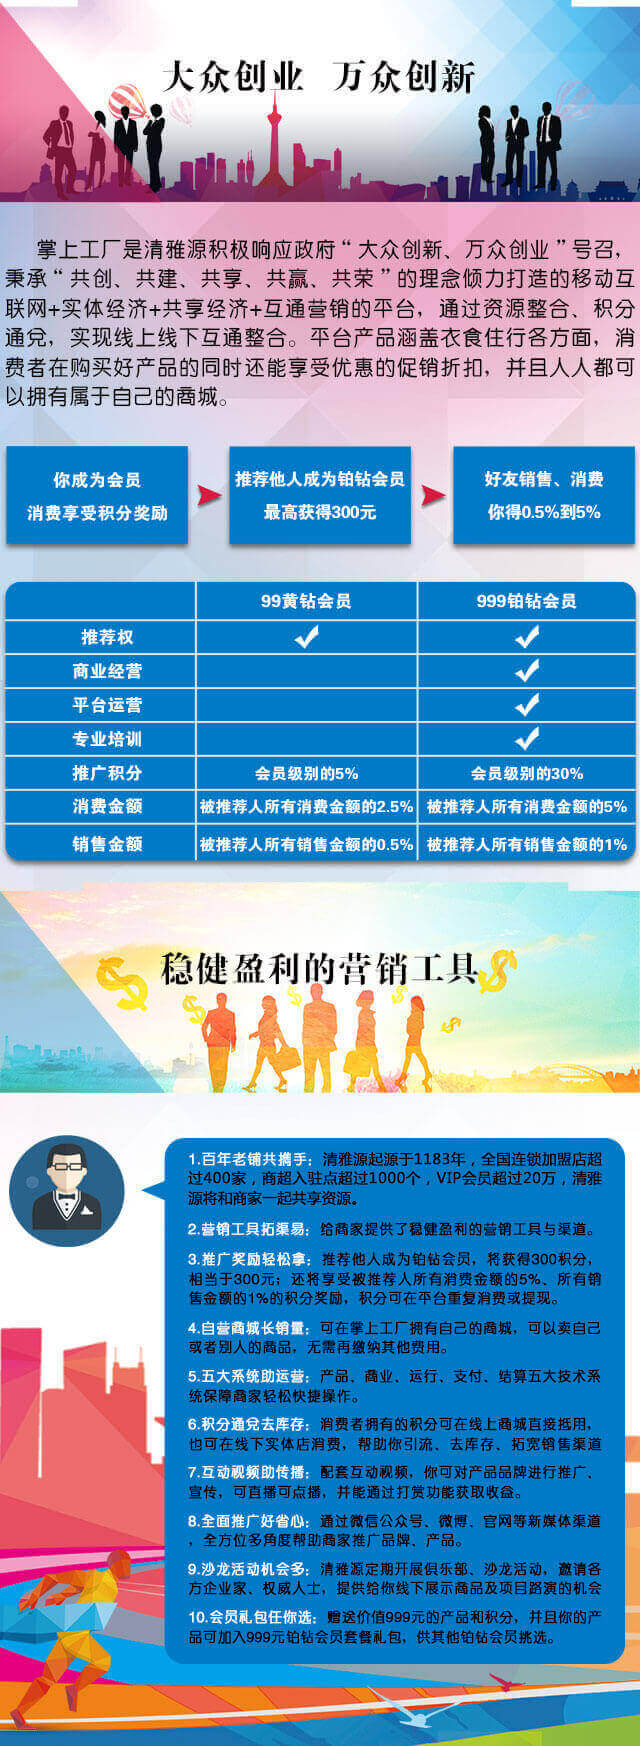 大众创业 万众创新
掌上工厂是清雅源积极响应政府“大众创新、万众创业”号召，
秉承“共创、共建、共享、共赢、共荣”的理念倾力打造的移动互
联网+实体经济+共享经济+互通营销的平台，通过资源整合、积分
通兑，实现线上线下互通整合。平台产品涵盖衣食住行各方面，消
费者在购买好产品的同时还能享受优惠的促销折扣，并且人人都可
以拥有属于自己的商城。
你成为会员
消费享受积分奖励
推荐他人成为铂钻会员
最高获得300元
好友销售、消费
你得0.5%到5%
99黄钻会员 999铂钻会员
推荐权
商业经营
平台运营
专业培训
推广积分 会员级别的5% 会员级别的30%
消费金额 被推荐人所有消费金额的2.5% 被推荐人所有消费金额的5%
销售金额 被推荐人所有销售金额的0.5% 被推荐人所有销售金额的1%
稳健盈利的营销工具
1.百年老铺共携手：清雅源起源于1183年，全国连锁加盟店超
过400家，商超入驻点超过1000个，VIP会员超过20万，清雅
源将和商家一起共享资源。
2.营销工具拓渠易：给商家提供了稳健盈利的营销工具与渠道。
3.推广奖励轻松拿：推荐他人成为铂钻会员，将获得300积分，
相当于300元；还将享受被推荐人所有消费金额的5%、所有销
售金额的1%的积分奖励，积分可在平台重复消费或提现。
4.自营商城长销量：可在掌上工厂拥有自己的商城，可以卖自己
或者别人的商品，无需再缴纳其他费用。
5.五大系统助运营：产品、商业、运行、支付、结算五大技术系
统保障商家轻松快捷操作。
6.积分通兑去库存：消费者拥有的积分可在线上商城直接抵用，
也可在线下实体店消费，帮助你引流、去库存、拓宽销售渠道
7.互动视频助传播：配套互动视频，你可对产品品牌进行推广、
宣传，可直播可点播，并能通过打赏功能获取收益。
8.全面推广好省心：通过微信公众号、微博、官网等新媒体渠道
，全方位多角度帮助商家推广品牌、产品。
9.沙龙活动机会多：清雅源定期开展俱乐部、沙龙活动，邀请各
方企业家、权威人士，提供给你线下展示商品及项目路演的机会
10.会员礼包任你选：赠送价值999元的产品和积分，并且你的产
品可加入999元铂钻会员套餐礼包，供其他铂钻会员挑选。